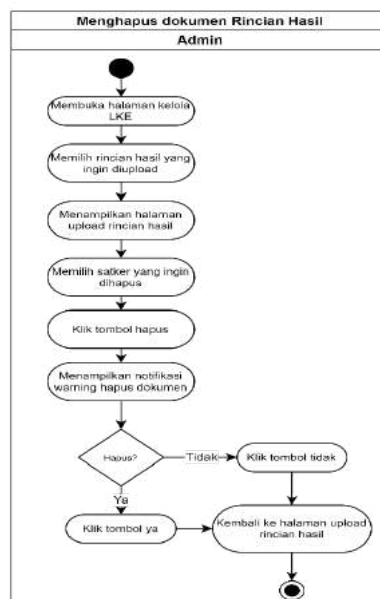 Menghapus dokumen Rincian Hasil
Admin
Membuka halaman kelola
LKE
Memilih rincian hasil yang
ingin diupload
Menampilkan halaman
upload rincian hasil
Memilih satker yang ingin
dihapus
Klik tombol hapus
Menampilkan notifikasi
warning hapus dokumen
Hapus?
Tidak
Klik tombol tidak
Ya
Klik tombol ya
Kembali ke halaman upload
rincian hasil